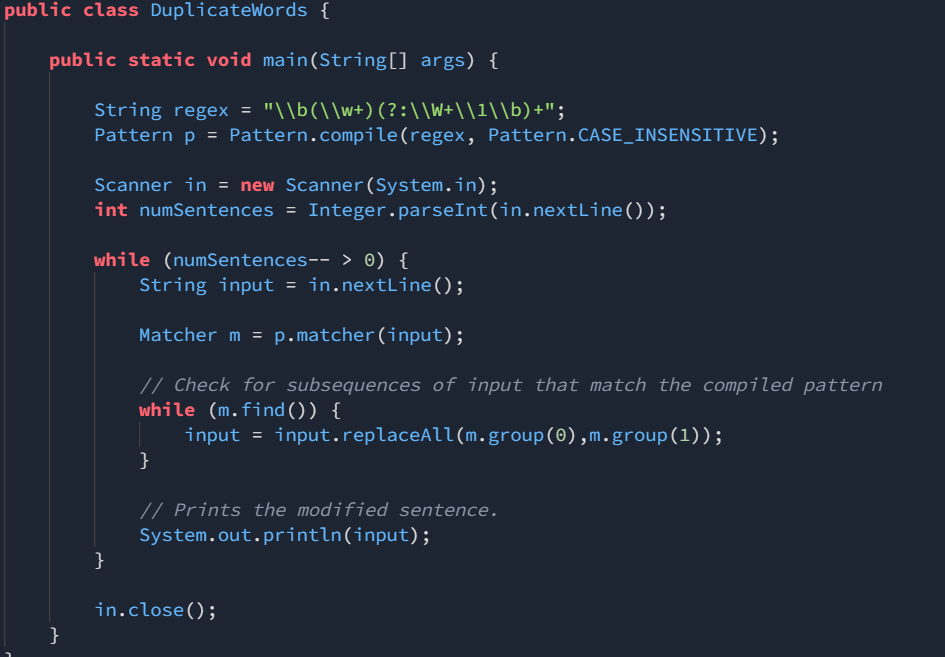 public class DuplicateWords {
public static void main(String[] args) {
String regex = "\\b(\\w+)(?:\\W+\\1\\b)+";
Pattern p = Pattern.compile(regex, Pattern.CASE_INSENSITIVE);
Scanner in = new Scanner(System.in);
int numSentences = Integer.parseInt(in.nextLine());
while (numSentences-- > 0) {
String input = in.nextLine();
Matcher m = p.matcher(input);
// Check for subsequences of input that match the compiled pattern
while (m.find()) {
input = input.replaceAll(m.group(0),m.group(1));
}
// Prints the modified sentence.
System.out.println(input);
}
in.close();
}
}